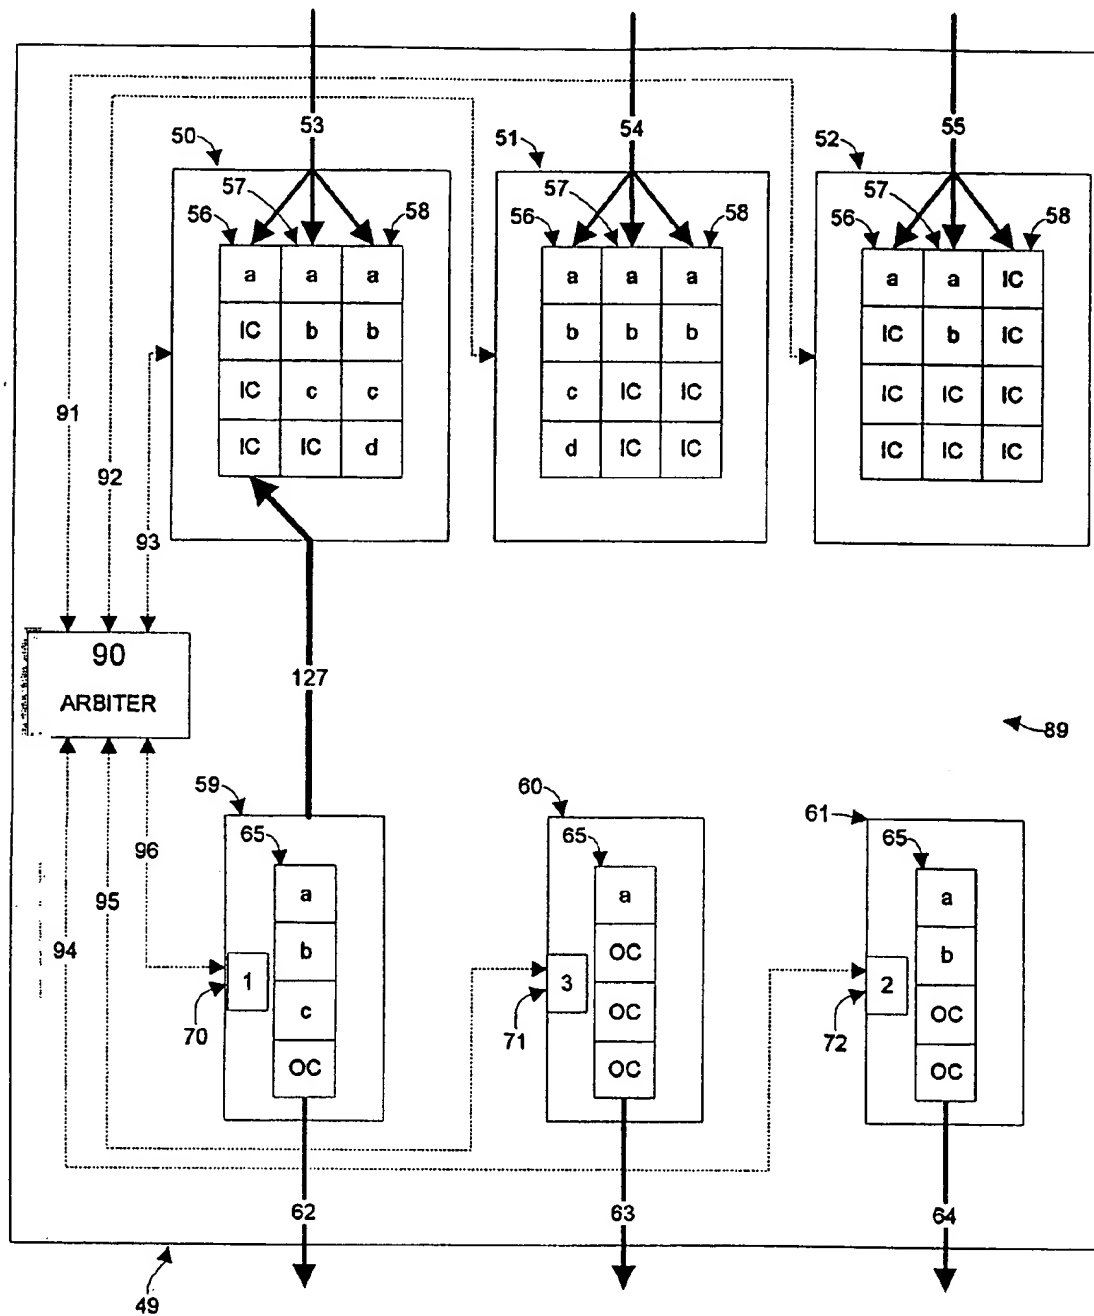 53
54
55
50
51
52
57
57
57
56
58
56
58
56
58
a a a
IC b b
IC c c
IC IC d
a a a
b b b
c IC IC
d IC IC
a a IC
IC b IC
IC IC IC
IC IC IC
91
92
93
90
ARBITER
127
89
59
60
61
65
65
65
96
95
94
a
b
c
OC
a
OC
OC
OC
a
b
OC
OC
1
3
2
70
71
72
62
63
64
49